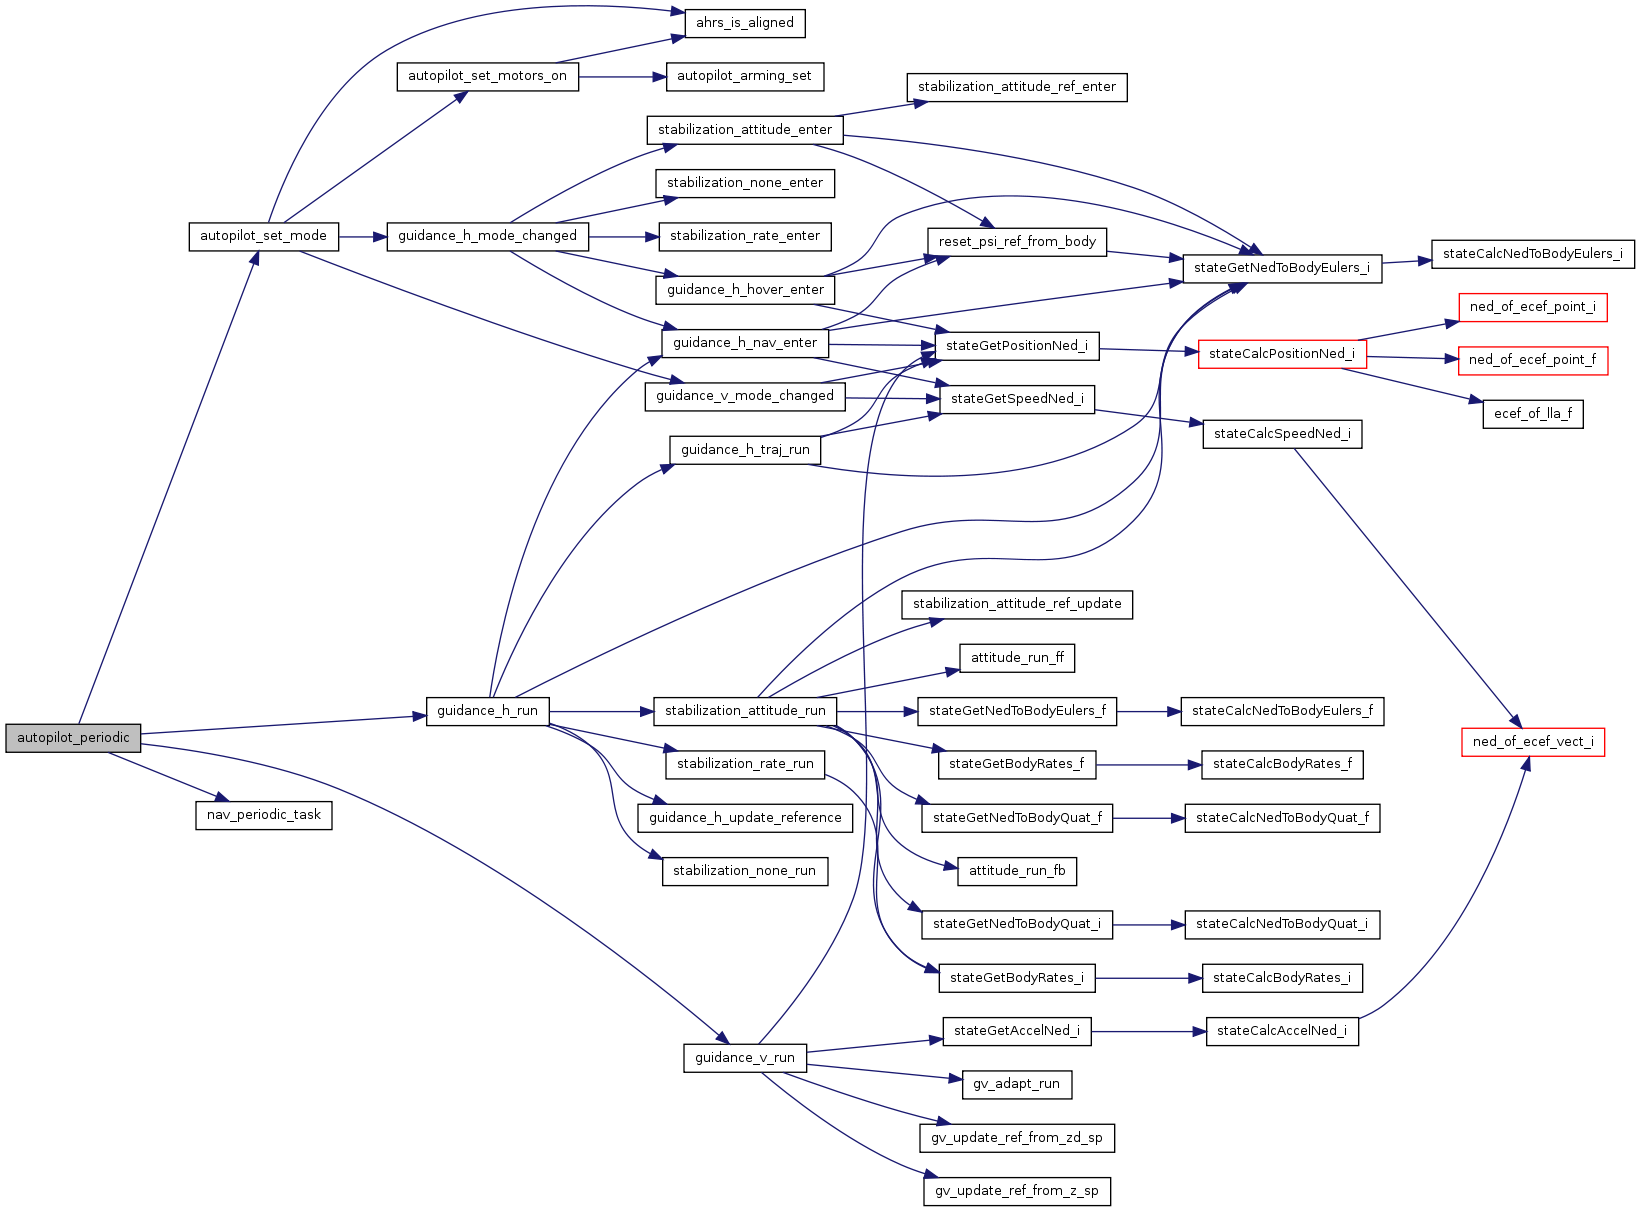 ahrs_is_aligned
autopilot_set_motors_on
autopilot_arming_set
stabilization_attitude_ref_enter
stabilization_attitude_enter
stabilization_none_enter
autopilot_set_mode
guidance_h_mode_changed
stabilization_rate_enter
reset_psi_ref_from_body
stateCalcNedToBodyEulers_i
stateGetNedToBodyEulers_i
guidance_h_hover_enter
ned_of_ecef_point_i
guidance_h_nav_enter
stateGetPositionNed_i
stateCalcPositionNed_i
ned_of_ecef_point_f
guidance_v_mode_changed
stateGetSpeedNed_i
ecef_of_lla_f
stateCalcSpeedNed_i
guidance_h_traj_run
stabilization_attitude_ref_update
attitude_run_ff
guidance_h_run
stabilization_attitude_run
stateGetNedToBodyEulers_f
stateCalcNedToBodyEulers_f
autopilot_periodic
ned_of_ecef_vect_i
stabilization_rate_run
stateGetBodyRates_f
stateCalcBodyRates_f
nav_periodic_task
guidance_h_update_reference
stateGetNedToBodyQuat_f
stateCalcNedToBodyQuat_f
stabilization_none_run
attitude_run_fb
stateGetNedToBodyQuat_i
stateCalcNedToBodyQuat_i
stateGetBodyRates_i
stateCalcBodyRates_i
stateGetAccelNed_i
stateCalcAccelNed_i
guidance_v_run
gv_adapt_run
gv_update_ref_from_zd_sp
gv_update_ref_from_z_sp